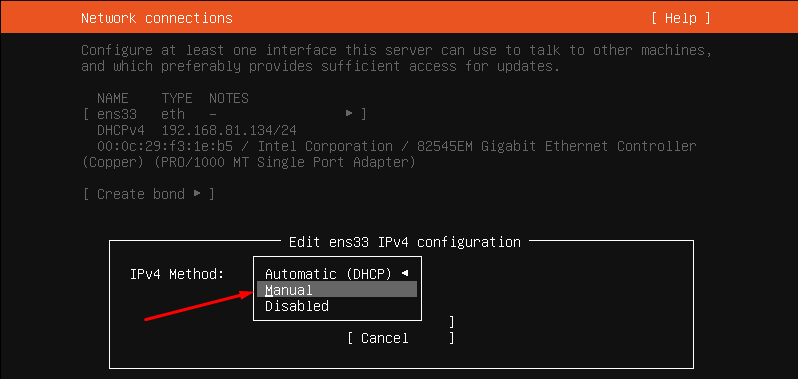 Network connections [ Help ]
Configure at least one interface this server can use to talk to other machines,
and which preferably provides sufficient access for updates.
NAME TYPE NOTES
[ ens33 eth - ▸ ]
DHCPv4 192.168.81.134/24
00:0c:29:f3:1e:b5 / Intel Corporation / 82545EM Gigabit Ethernet Controller
(Copper) (PRO/1000 MT Single Port Adapter)
[ Create bond ▸ ]
Edit ens33 IPv4 configuration
IPv4 Method: Automatic (DHCP) ◂
Manual
Disabled
]
[ Cancel ]